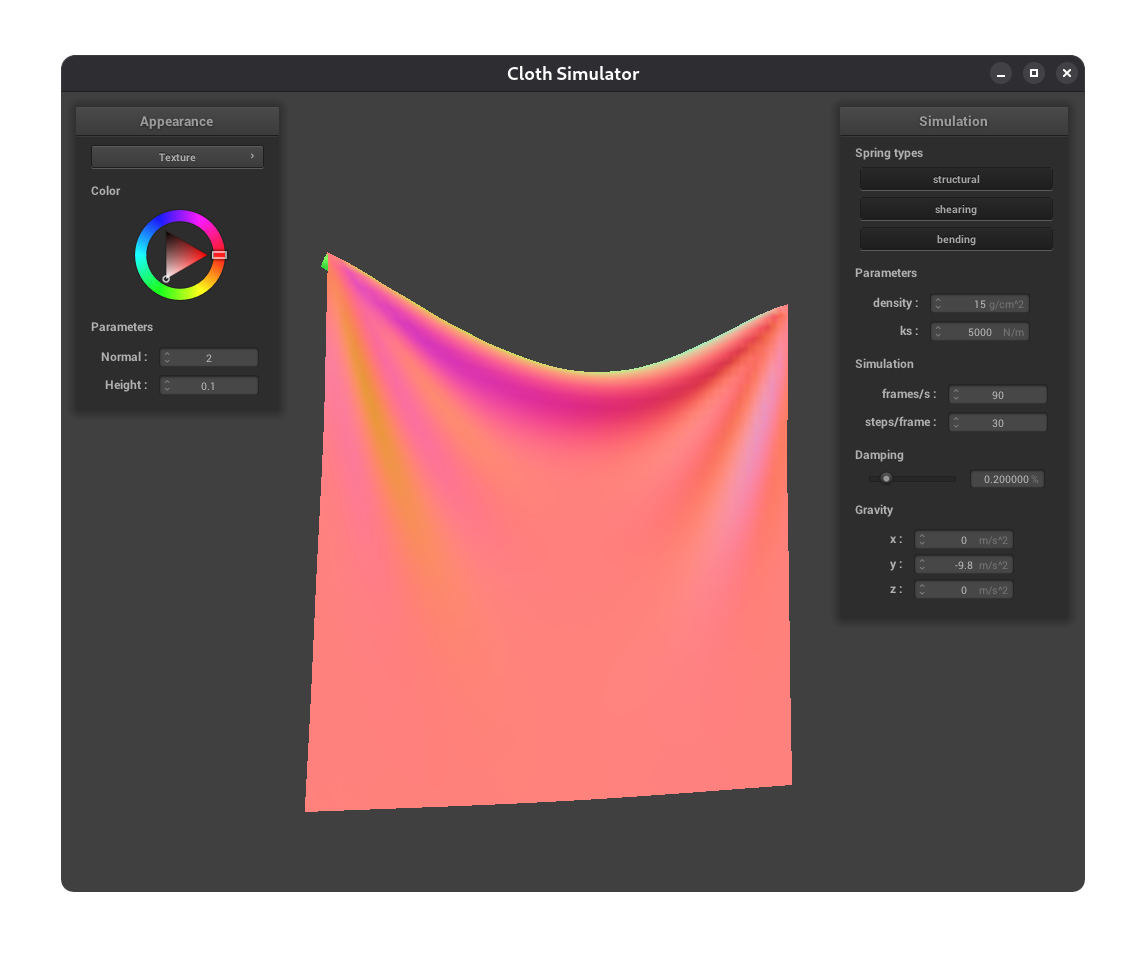 Cloth Simulator
Appearance
Texture
Color
Parameters
Normal : 2
Height : 0.1
Simulation
Spring types
structural
shearing
bending
Parameters
density : 15 g/cm^2
ks : 5000 N/m
Simulation
frames/s : 90
steps/frame : 30
Damping
0.200000 %
Gravity
x : 0 m/s^2
y : -9.8 m/s^2
z : 0 m/s^2